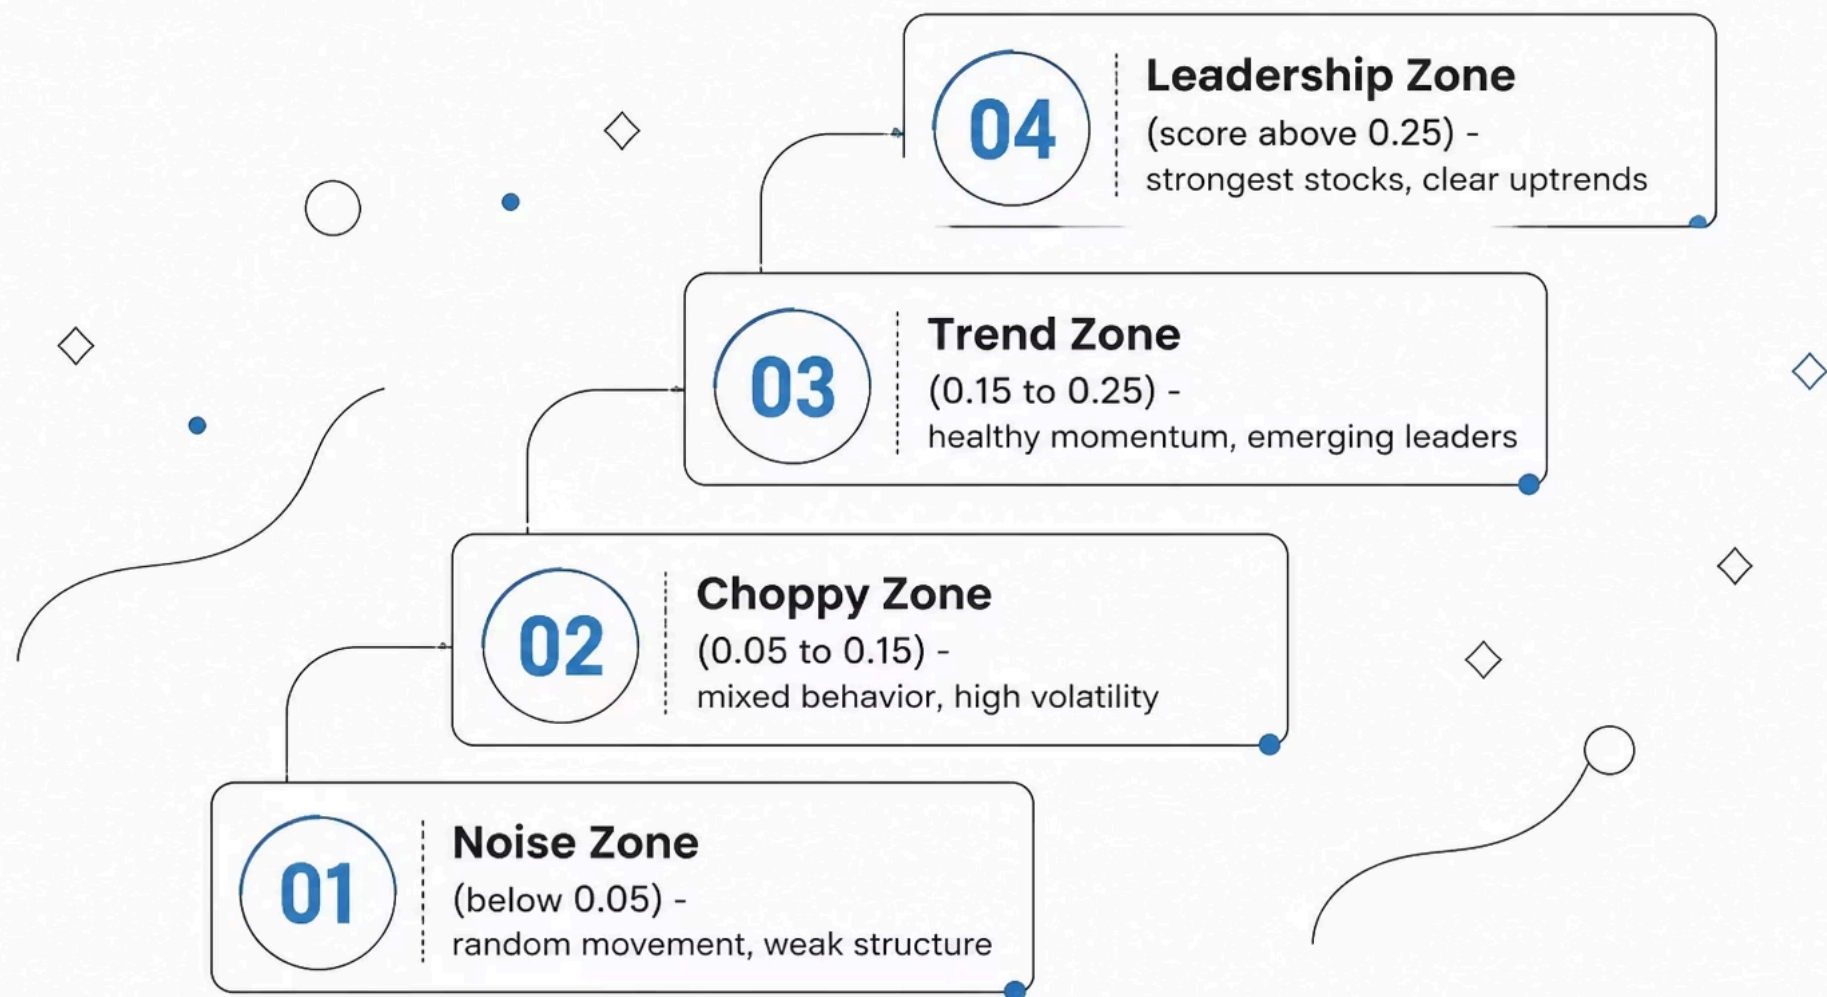 04
Leadership Zone
(score above 0.25) -
strongest stocks, clear uptrends
03
Trend Zone
(0.15 to 0.25) -
healthy momentum, emerging leaders
02
Choppy Zone
(0.05 to 0.15) -
mixed behavior, high volatility
01
Noise Zone
(below 0.05) -
random movement, weak structure